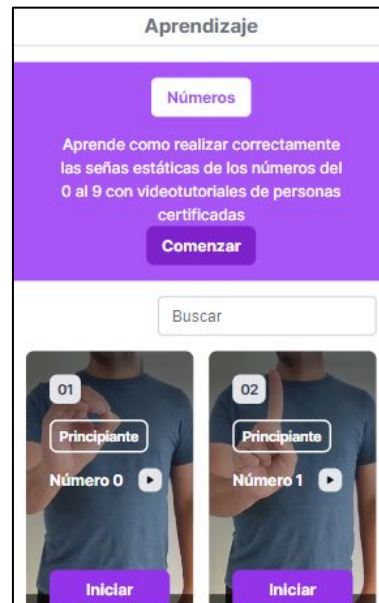 Aprendizaje
Números
Aprende como realizar correctamente
las señas estáticas de los números del
0 al 9 con videotutoriales de personas
certificadas
Comenzar
Buscar
01
Principiante
Número 0
Iniciar
02
Principiante
Número 1
Iniciar